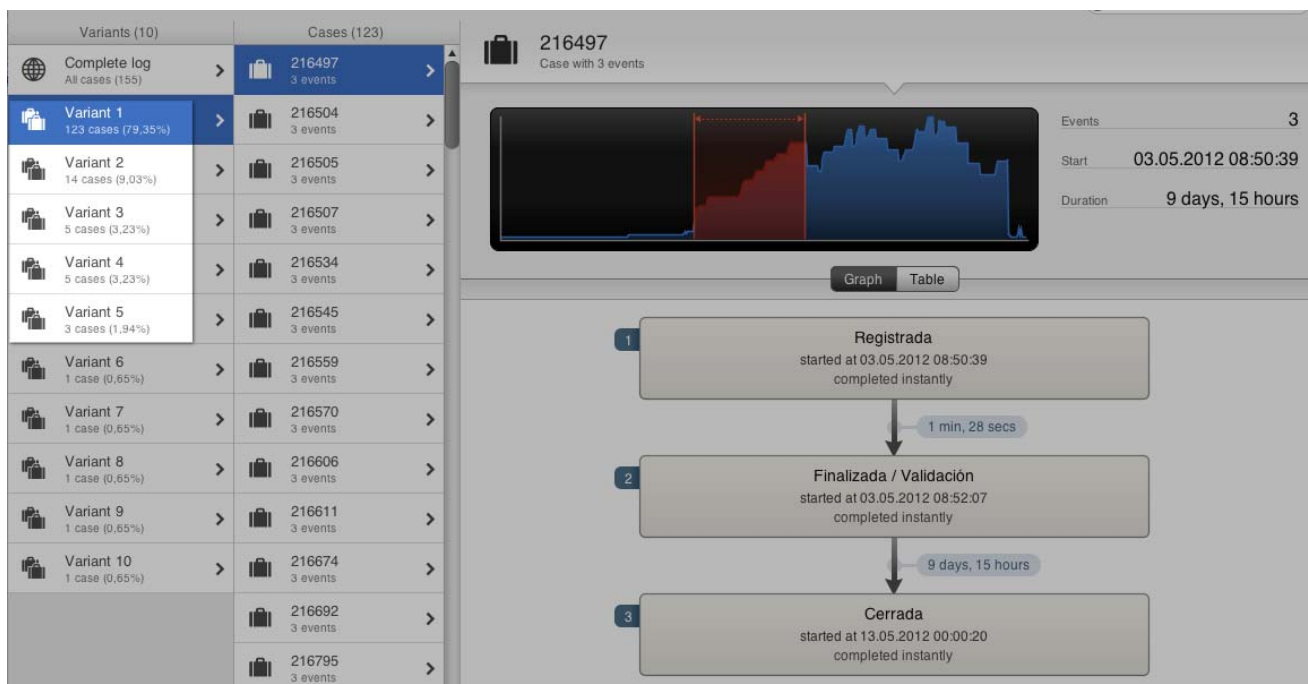 Variants (10)
Complete log
All cases (155)
Variant 1
123 cases (79,35%)
Variant 2
14 cases (9,03%)
Variant 3
5 cases (3,23%)
Variant 4
5 cases (3,23%)
Variant 5
3 cases (1,94%)
Variant 6
1 case (0,65%)
Variant 7
1 case (0,65%)
Variant 8
1 case (0,65%)
Variant 9
1 case (0,65%)
Variant 10
1 case (0,65%)
Cases (123)
216497
3 events
216504
3 events
216505
3 events
216507
3 events
216534
3 events
216545
3 events
216559
3 events
216570
3 events
216606
3 events
216611
3 events
216674
3 events
216692
3 events
216795
3 events
216497
Case with 3 events
Events 3
Start 03.05.2012 08:50:39
Duration 9 days, 15 hours
Graph Table
1
Registrada
started at 03.05.2012 08:50:39
completed instantly
1 min, 28 secs
2
Finalizada / Validación
started at 03.05.2012 08:52:07
completed instantly
9 days, 15 hours
3
Cerrada
started at 13.05.2012 00:00:20
completed instantly